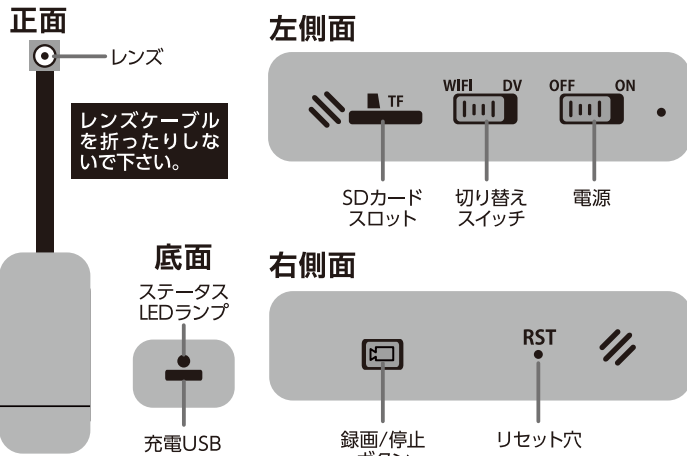 正面
レンズ
レンズケーブル
を折ったりしな
いで下さい。
左側面
TF
WIFI DV
OFF ON
SDカード
スロット
切り替え
スイッチ
電源
底面
ステータス
LEDランプ
充電USB
右側面
RST
録画/停止
ボタン
リセット穴